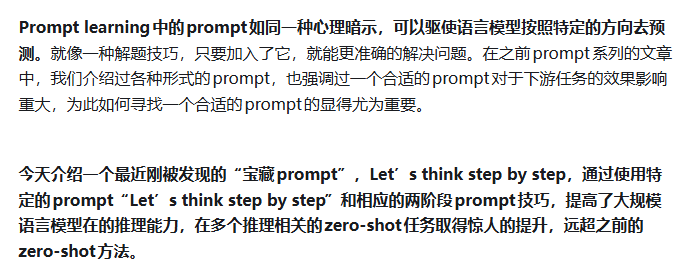 Prompt learning中的prompt如同一种心理暗示，可以驱使语言模型按照特定的方向去预
测。就像一种解题技巧，只要加入了它，就能更准确的解决问题。在之前prompt系列的文章
中，我们介绍过各种形式的prompt，也强调过一个合适的prompt对于下游任务的效果影响
重大，为此如何寻找一个合适的prompt的显得尤为重要。
今天介绍一个最近刚被发现的“宝藏prompt”，Let’s think step by step，通过使用特
定的prompt“Let’s think step by step”和相应的两阶段prompt技巧，提高了大规模
语言模型在的推理能力，在多个推理相关的zero-shot任务取得惊人的提升，远超之前的
zero-shot方法。